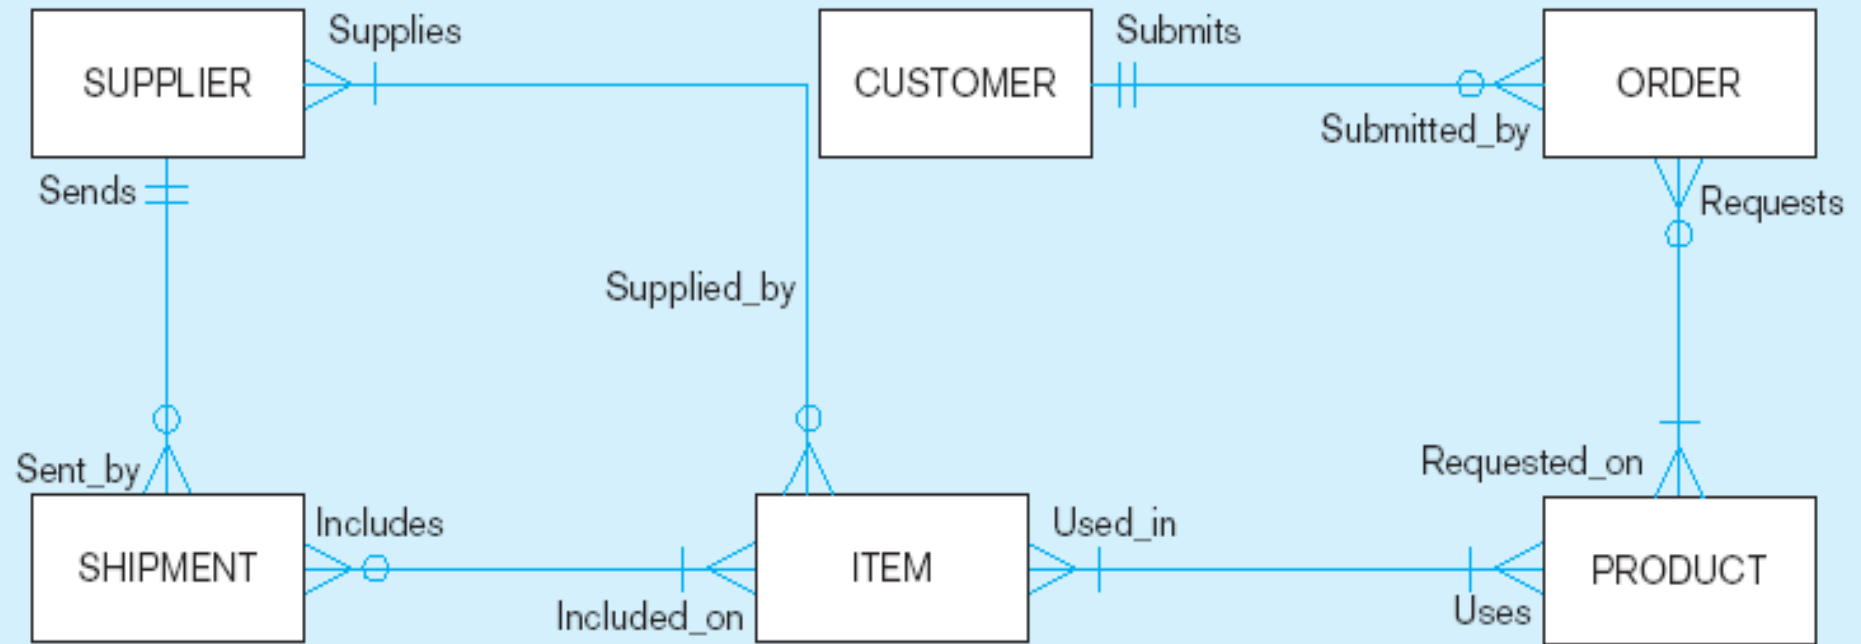 Supplies
Submits
SUPPLIER
CUSTOMER
ORDER
Submitted_by
Sends
Requests
Supplied_by
Sent_by
Requested_on
Includes
Used_in
SHIPMENT
ITEM
PRODUCT
Included_on
Uses